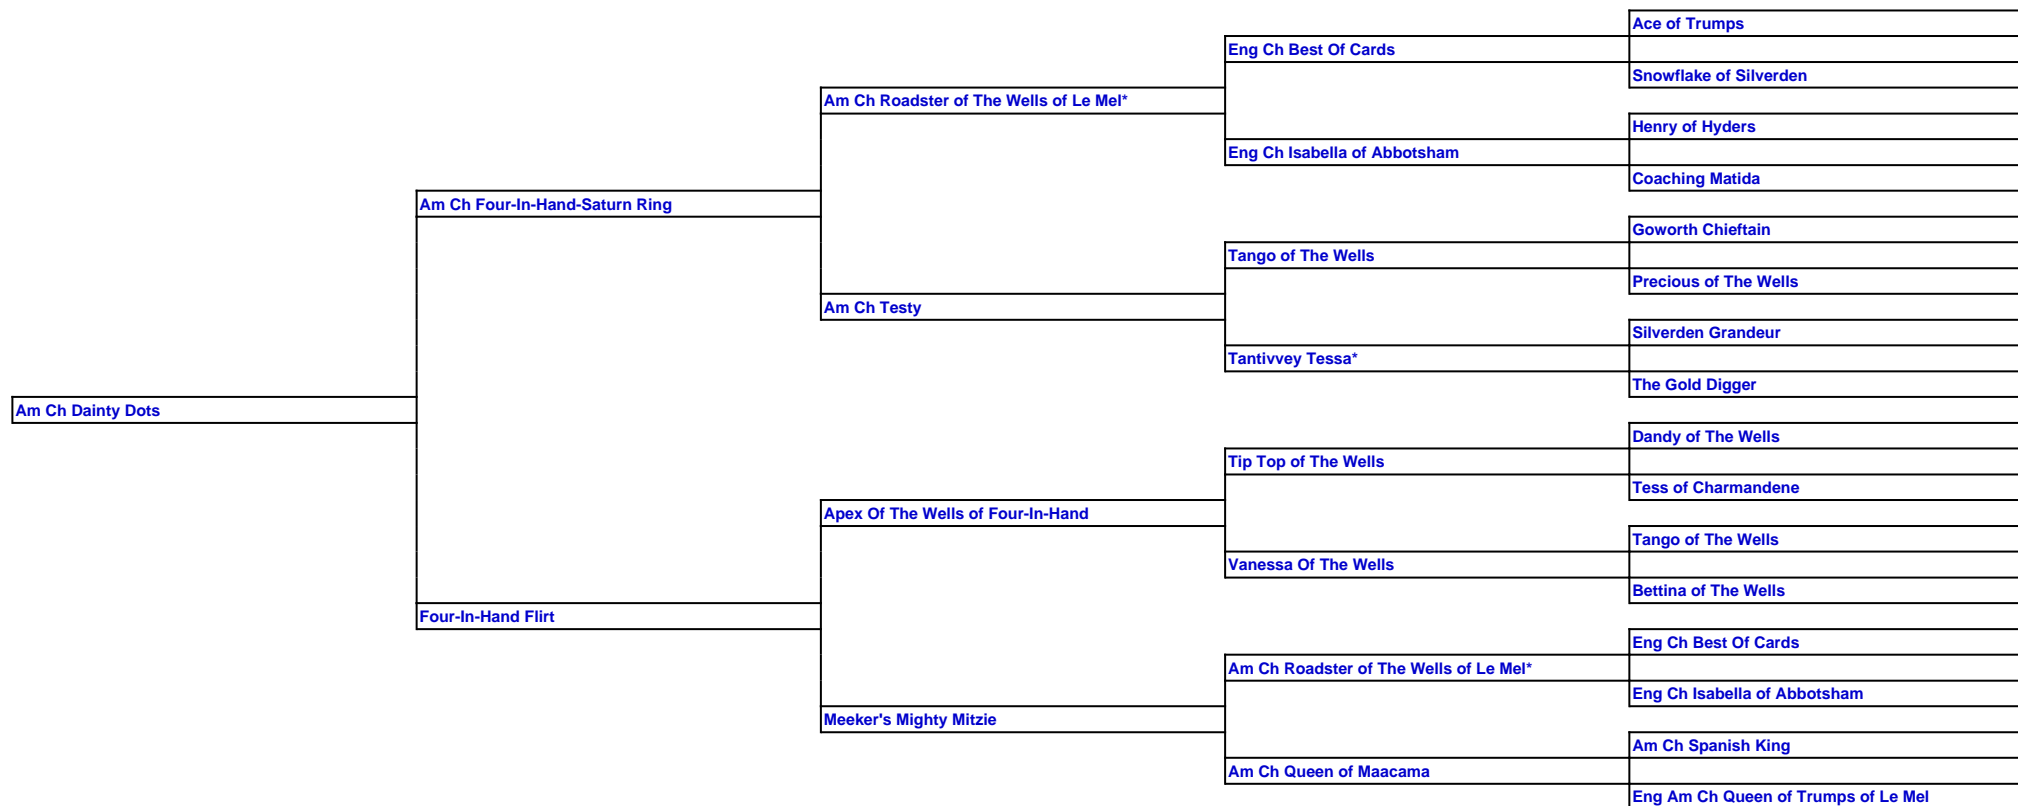 Ace of Trumps
Eng Ch Best Of Cards
Snowflake of Silverden
Am Ch Roadster of The Wells of Le Mel*
Henry of Hyders
Eng Ch Isabella of Abbotsham
Coaching Matida
Am Ch Four-In-Hand-Saturn Ring
Goworth Chieftain
Tango of The Wells
Precious of The Wells
Am Ch Testy
Silverden Grandeur
Tantivvey Tessa*
The Gold Digger
Am Ch Dainty Dots
Dandy of The Wells
Tip Top of The Wells
Tess of Charmandene
Apex Of The Wells of Four-In-Hand
Tango of The Wells
Vanessa Of The Wells
Bettina of The Wells
Four-In-Hand Flirt
Eng Ch Best Of Cards
Am Ch Roadster of The Wells of Le Mel*
Eng Ch Isabella of Abbotsham
Meeker's Mighty Mitzie
Am Ch Spanish King
Am Ch Queen of Maacama
Eng Am Ch Queen of Trumps of Le Mel